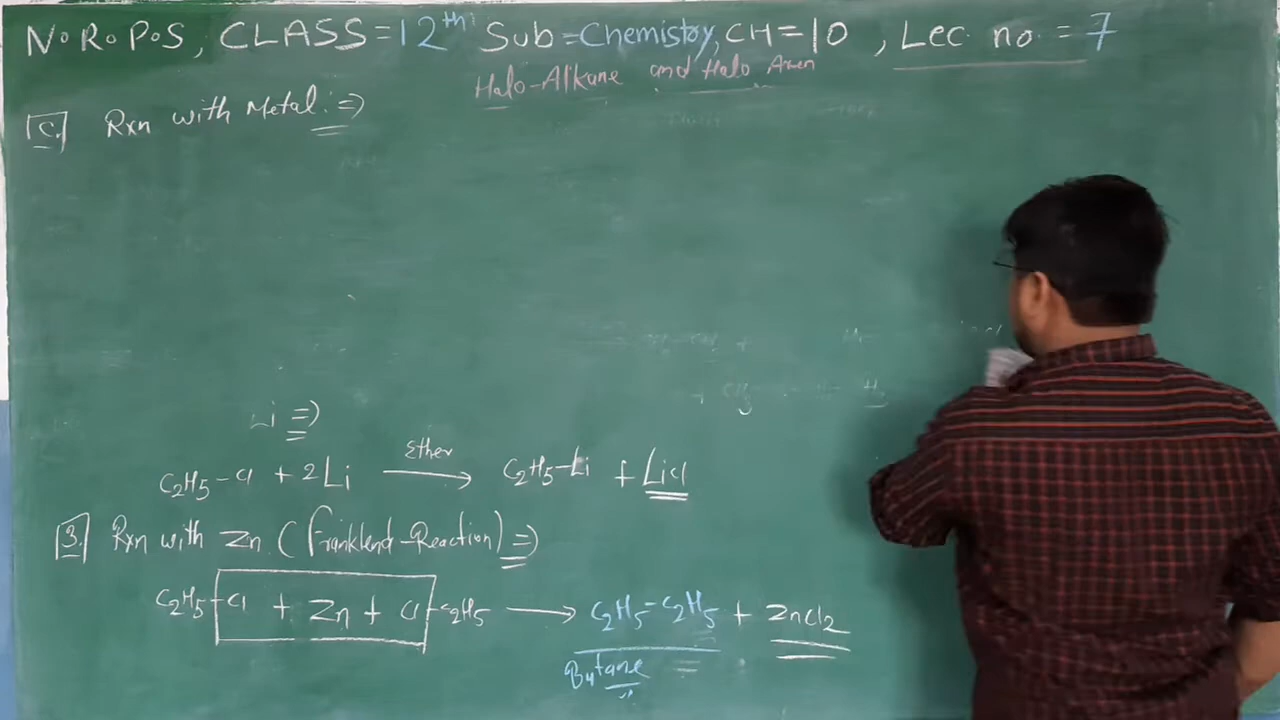 N.R.P.S, CLASS=12th Sub=Chemistry, CH=10, Lec no.=7
Halo-Alkane and Halo Aren
[C.] Rxn with Metal :=>
Li =>
C2H5-Cl + 2Li Ether → C2H5-Li + LiCl
[3.] Rxn with Zn (Franklend-Reaction) =>
C2H5-Cl + Zn + Cl-C2H5 → C2H5-C2H5 + ZnCl2
Butane